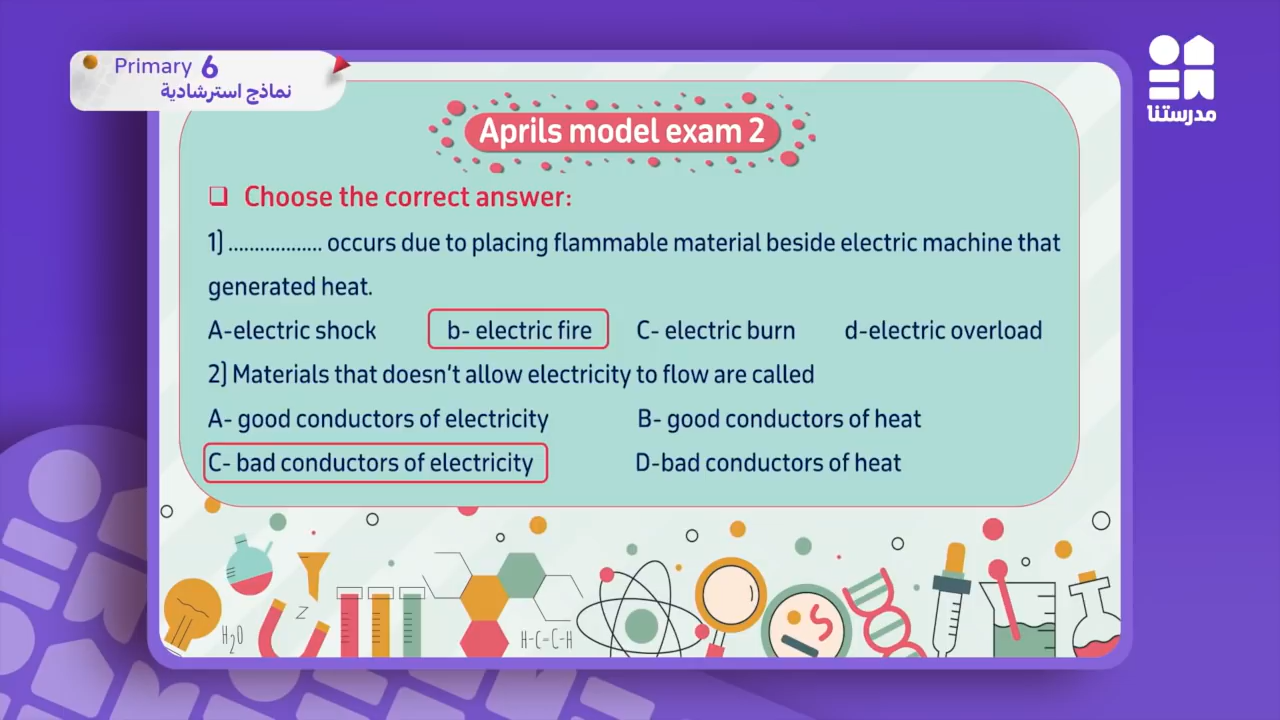 Primary 6
نماذج استرشادية
مدرستنا
Aprils model exam 2
❑ Choose the correct answer:
1) .................. occurs due to placing flammable material beside electric machine that
generated heat.
A-electric shock b- electric fire C- electric burn d-electric overload
2) Materials that doesn't allow electricity to flow are called
A- good conductors of electricity B- good conductors of heat
C- bad conductors of electricity D-bad conductors of heat
H₂O
Z
H-C=C-H